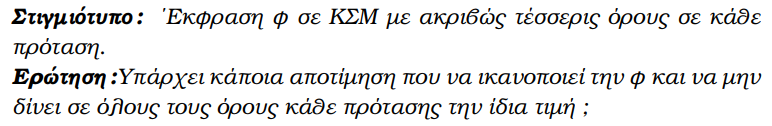 Στιγμιότυπο: Έκφραση φ σε ΚΣΜ με ακριβώς τέσσερις όρους σε κάθε
πρόταση.
Ερώτηση:Υπάρχει κάποια αποτίμηση που να ικανοποιεί την φ και να μην
δίνει σε όλους τους όρους κάθε πρότασης την ίδια τιμή ;